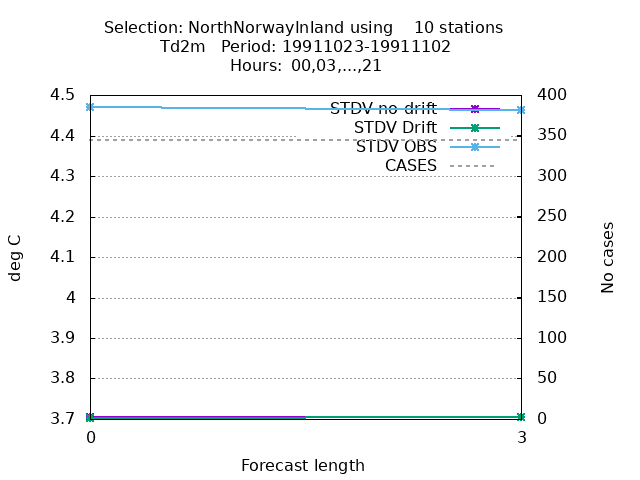 Selection: NorthNorwayInland using 10 stations
Td2m Period: 19911023-19911102
Hours: 00,03,...,21
4.5
4.4
4.3
4.2
4.1
4
3.9
3.8
3.7
400
350
300
250
200
150
100
50
0
STDV no drift
STDV Drift
STDV OBS
CASES
deg C
No cases
0
3
Forecast length